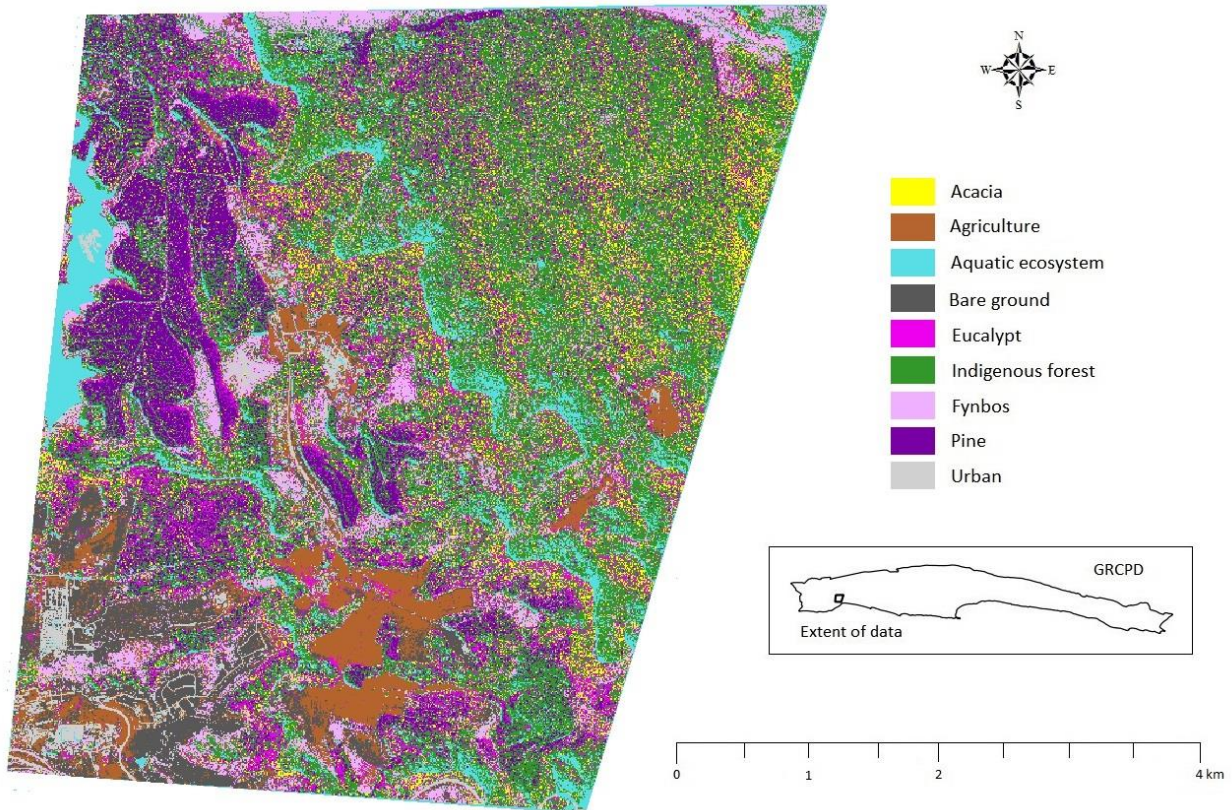 N
W E
S
Acacia
Agriculture
Aquatic ecosystem
Bare ground
Eucalypt
Indigenous forest
Fynbos
Pine
Urban
GRCPD
Extent of data
0 1 2 4 km